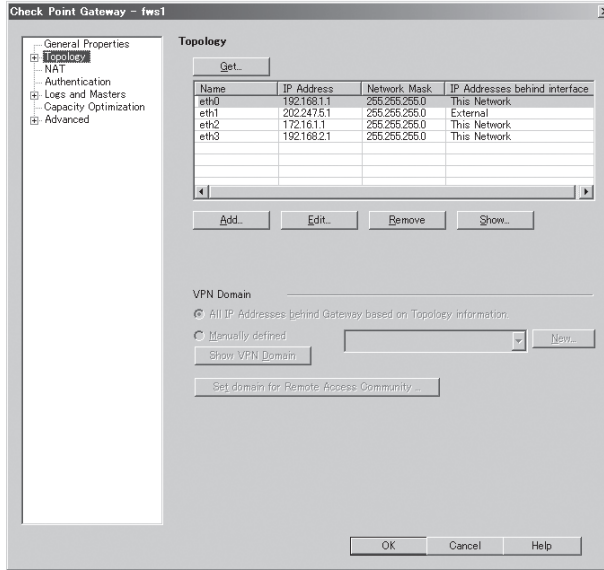 Check Point Gateway - fws1
General Properties
Topology
NAT
Authentication
Logs and Masters
Capacity Optimization
Advanced
Topology
Get...
Name IP Address Network Mask IP Addresses behind interface
eth0 192.168.1.1 255.255.255.0 This Network
eth1 202.247.5.1 255.255.255.0 External
eth2 172.16.1.1 255.255.255.0 This Network
eth3 192.168.2.1 255.255.255.0 This Network
Add... Edit... Remove Show...
VPN Domain
All IP Addresses behind Gateway based on Topology information.
Manually defined
New...
Show VPN Domain
Set domain for Remote Access Community ...
OK Cancel Help